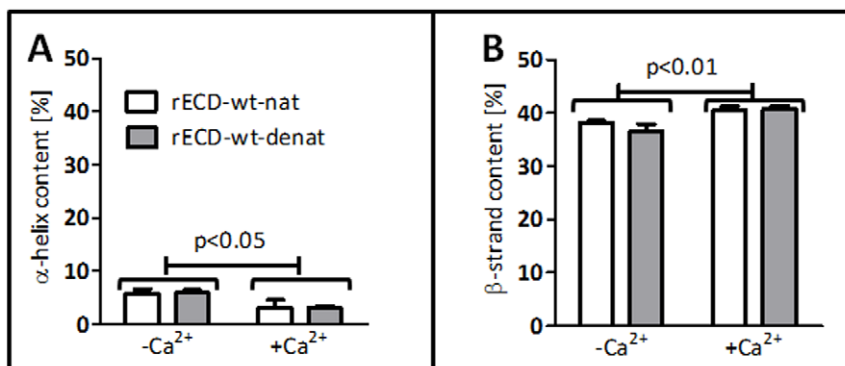 A
α-helix content [%]
50
40
30
20
10
0
rECD-wt-nat
rECD-wt-denat
p<0.05
-Ca²⁺
+Ca²⁺
B
β-strand content [%]
50
40
30
20
10
0
p<0.01
-Ca²⁺
+Ca²⁺